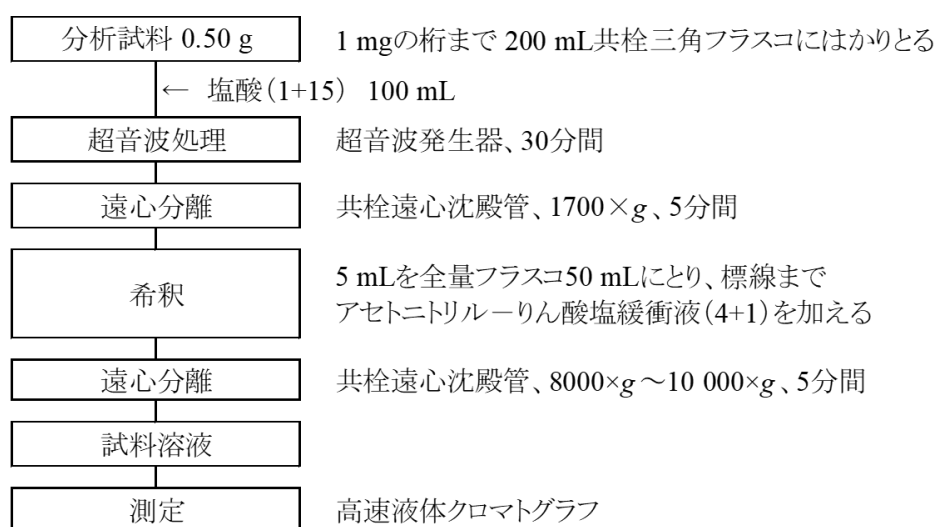 分析試料 0.50 g 1 mgの桁まで 200 mL共栓三角フラスコにはかりとる
← 塩酸(1+15) 100 mL
超音波処理 超音波発生器、30分間
遠心分離 共栓遠心沈殿管、1700×g、5分間
希釈 5 mLを全量フラスコ50 mLにとり、標線まで
アセトニトリル－りん酸塩緩衝液(4+1)を加える
遠心分離 共栓遠心沈殿管、8000×g～10 000×g、5分間
試料溶液
測定 高速液体クロマトグラフ